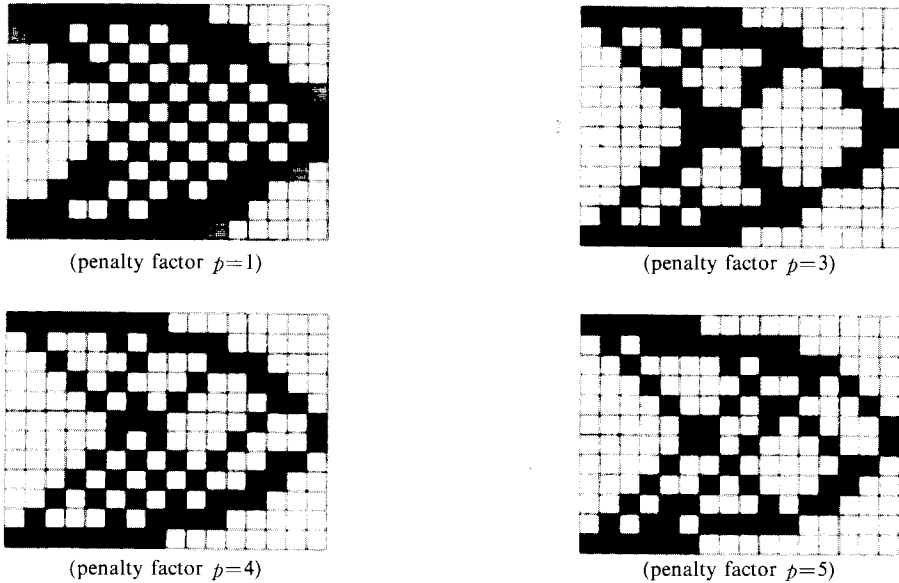 (penalty factor p=1)
(penalty factor p=3)
(penalty factor p=4)
(penalty factor p=5)